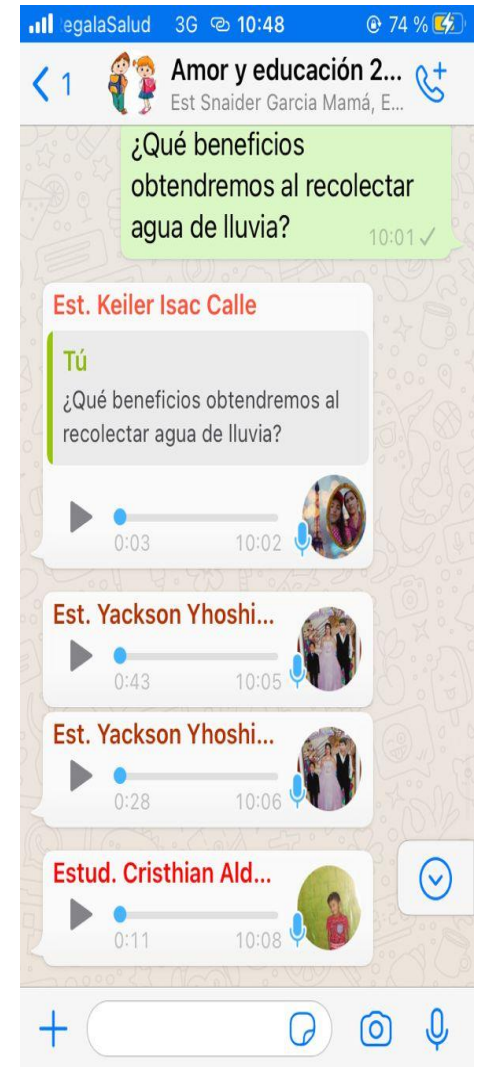 egalaSalud 3G 10:48 74 %
1 Amor y educación 2...
Est Snaider Garcia Mamá, E...
¿Qué beneficios
obtendremos al recolectar
agua de lluvia?
10:01
Est. Keiler Isac Calle
Tú
¿Qué beneficios obtendremos al
recolectar agua de lluvia?
0:03 10:02
Est. Yackson Yhoshi...
0:43 10:05
Est. Yackson Yhoshi...
0:28 10:06
Estud. Cristhian Ald...
0:11 10:08